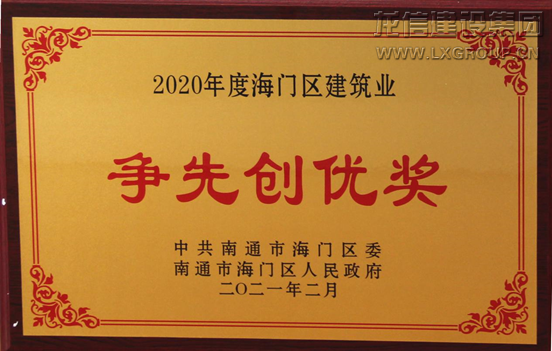 龙信建设集团
WWW.LXGROUP.CN
2020年度海门区建筑业
争先创优奖
中共南通市海门区委
南通市海门区人民政府
二〇二一年二月